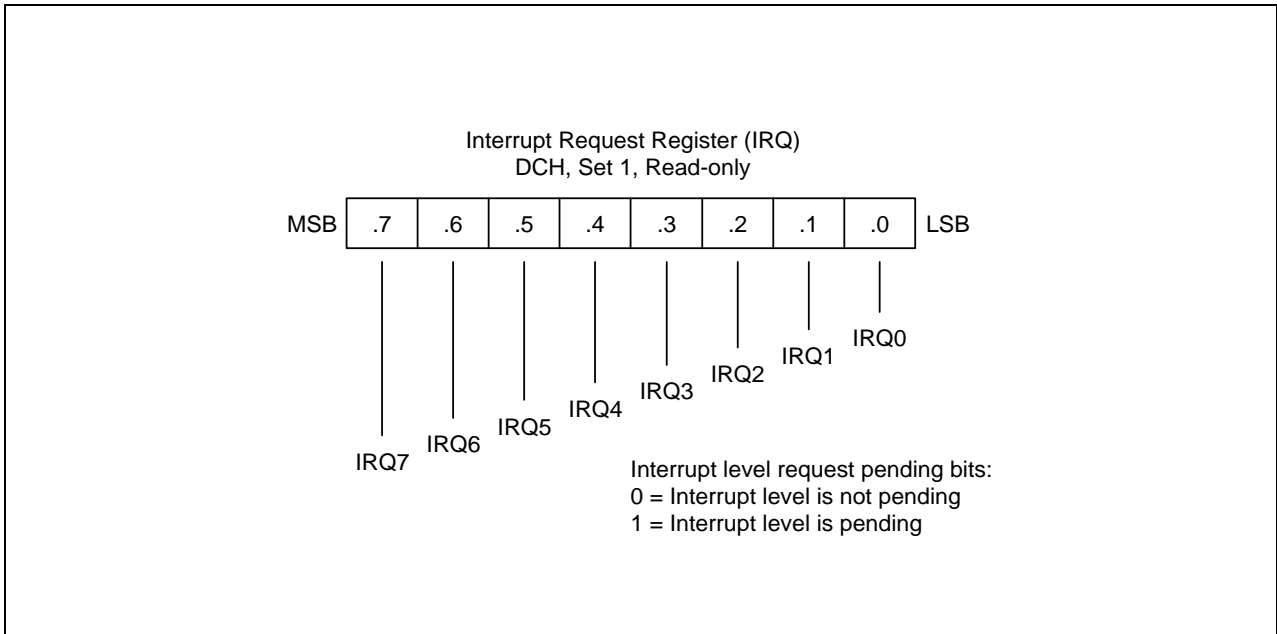 Interrupt Request Register (IRQ)
DCH, Set 1, Read-only
MSB .7 .6 .5 .4 .3 .2 .1 .0 LSB
IRQ0
IRQ1
IRQ2
IRQ3
IRQ4
IRQ5
IRQ6
IRQ7
Interrupt level request pending bits:
0 = Interrupt level is not pending
1 = Interrupt level is pending